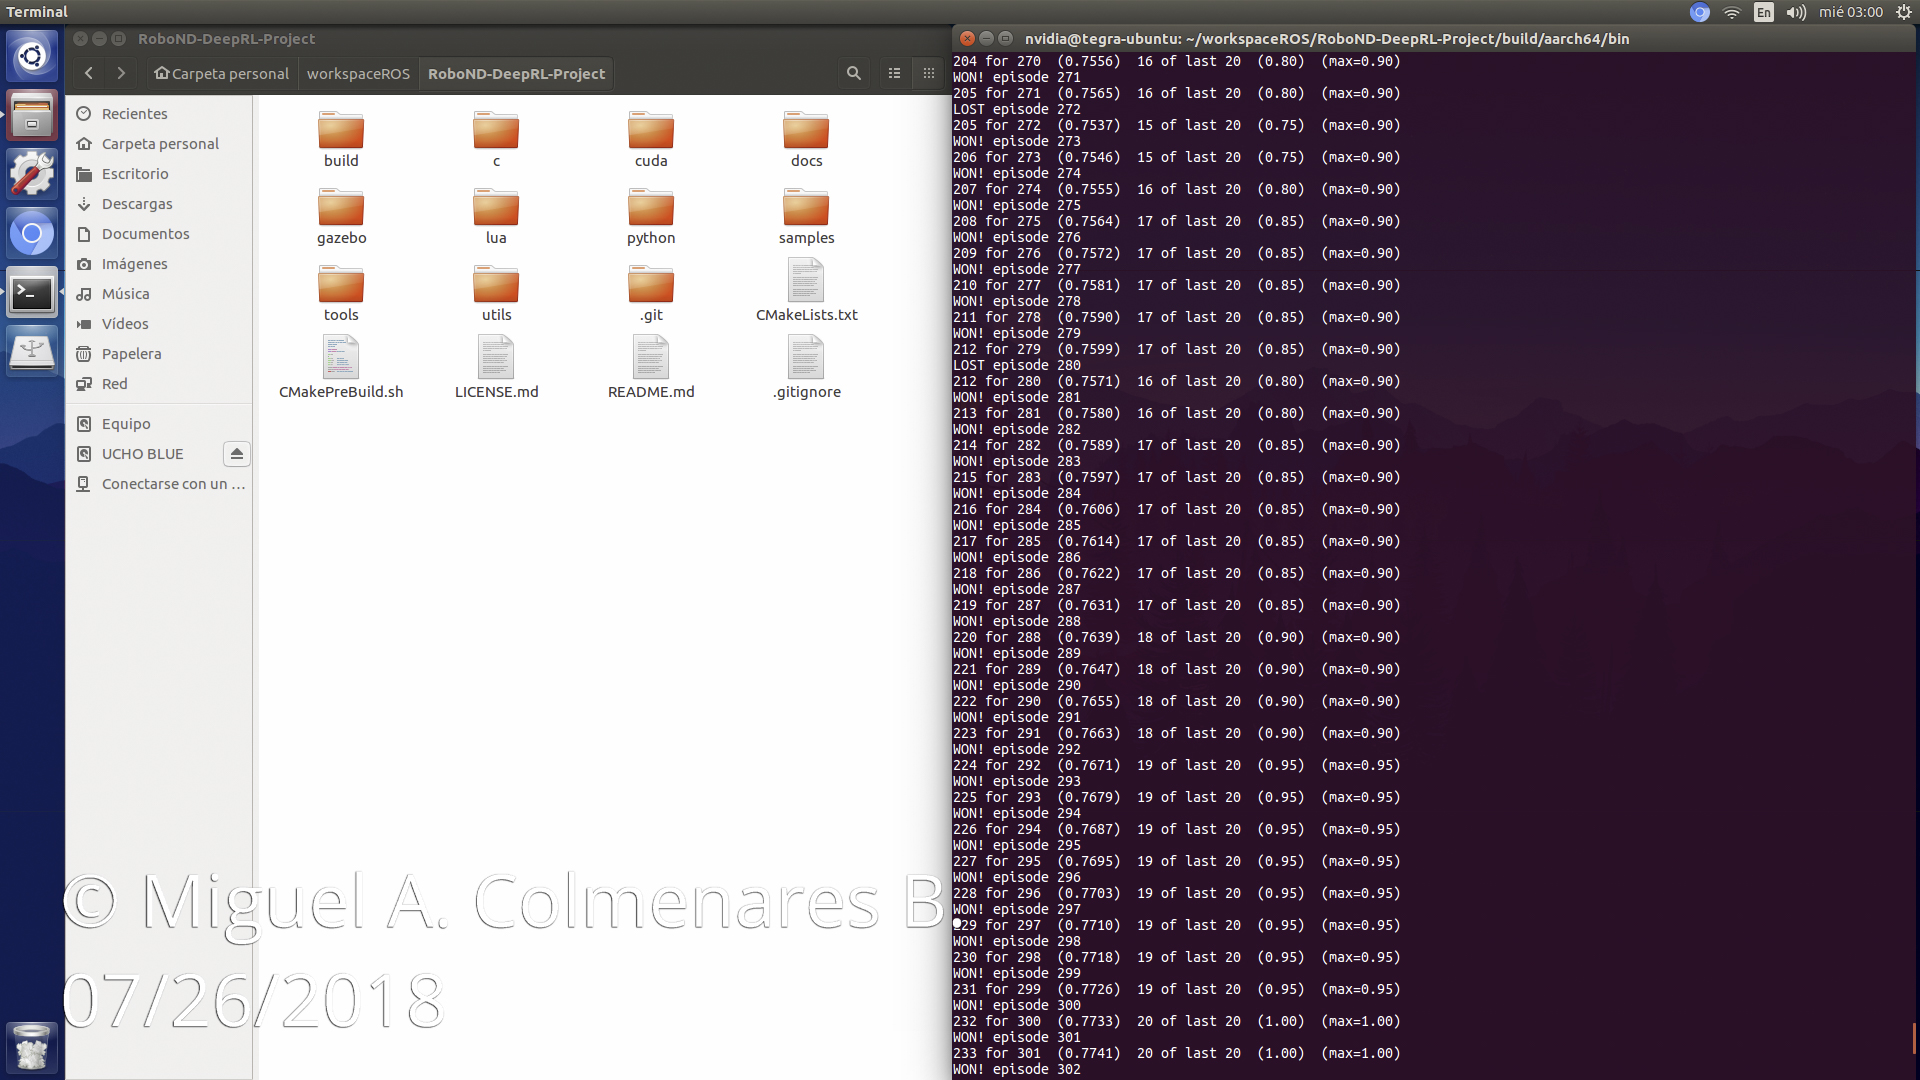 Terminal
En
mié 03:00
RoboND-DeepRL-Project
Carpeta personal
workspaceROS
RoboND-DeepRL-Project
Recientes
Carpeta personal
Escritorio
Descargas
Documentos
Imágenes
Música
Vídeos
Papelera
Red
Equipo
UCHO BLUE
Conectarse con un ...
build
c
cuda
docs
gazebo
lua
python
samples
tools
utils
.git
CMakeLists.txt
CMakePreBuild.sh
LICENSE.md
README.md
.gitignore
© Miguel A. Colmenares B
07/26/2018
nvidia@tegra-ubuntu: ~/workspaceROS/RoboND-DeepRL-Project/build/aarch64/bin
204 for 270  (0.7556)  16 of last 20  (0.80)  (max=0.90)
WON! episode 271
205 for 271  (0.7565)  16 of last 20  (0.80)  (max=0.90)
LOST episode 272
205 for 272  (0.7537)  15 of last 20  (0.75)  (max=0.90)
WON! episode 273
206 for 273  (0.7546)  15 of last 20  (0.75)  (max=0.90)
WON! episode 274
207 for 274  (0.7555)  16 of last 20  (0.80)  (max=0.90)
WON! episode 275
208 for 275  (0.7564)  17 of last 20  (0.85)  (max=0.90)
WON! episode 276
209 for 276  (0.7572)  17 of last 20  (0.85)  (max=0.90)
WON! episode 277
210 for 277  (0.7581)  17 of last 20  (0.85)  (max=0.90)
WON! episode 278
211 for 278  (0.7590)  17 of last 20  (0.85)  (max=0.90)
WON! episode 279
212 for 279  (0.7599)  17 of last 20  (0.85)  (max=0.90)
LOST episode 280
212 for 280  (0.7571)  16 of last 20  (0.80)  (max=0.90)
WON! episode 281
213 for 281  (0.7580)  16 of last 20  (0.80)  (max=0.90)
WON! episode 282
214 for 282  (0.7589)  17 of last 20  (0.85)  (max=0.90)
WON! episode 283
215 for 283  (0.7597)  17 of last 20  (0.85)  (max=0.90)
WON! episode 284
216 for 284  (0.7606)  17 of last 20  (0.85)  (max=0.90)
WON! episode 285
217 for 285  (0.7614)  17 of last 20  (0.85)  (max=0.90)
WON! episode 286
218 for 286  (0.7622)  17 of last 20  (0.85)  (max=0.90)
WON! episode 287
219 for 287  (0.7631)  17 of last 20  (0.85)  (max=0.90)
WON! episode 288
220 for 288  (0.7639)  18 of last 20  (0.90)  (max=0.90)
WON! episode 289
221 for 289  (0.7647)  18 of last 20  (0.90)  (max=0.90)
WON! episode 290
222 for 290  (0.7655)  18 of last 20  (0.90)  (max=0.90)
WON! episode 291
223 for 291  (0.7663)  18 of last 20  (0.90)  (max=0.90)
WON! episode 292
224 for 292  (0.7671)  19 of last 20  (0.95)  (max=0.95)
WON! episode 293
225 for 293  (0.7679)  19 of last 20  (0.95)  (max=0.95)
WON! episode 294
226 for 294  (0.7687)  19 of last 20  (0.95)  (max=0.95)
WON! episode 295
227 for 295  (0.7695)  19 of last 20  (0.95)  (max=0.95)
WON! episode 296
228 for 296  (0.7703)  19 of last 20  (0.95)  (max=0.95)
WON! episode 297
229 for 297  (0.7710)  19 of last 20  (0.95)  (max=0.95)
WON! episode 298
230 for 298  (0.7718)  19 of last 20  (0.95)  (max=0.95)
WON! episode 299
231 for 299  (0.7726)  19 of last 20  (0.95)  (max=0.95)
WON! episode 300
232 for 300  (0.7733)  20 of last 20  (1.00)  (max=1.00)
WON! episode 301
233 for 301  (0.7741)  20 of last 20  (1.00)  (max=1.00)
WON! episode 302